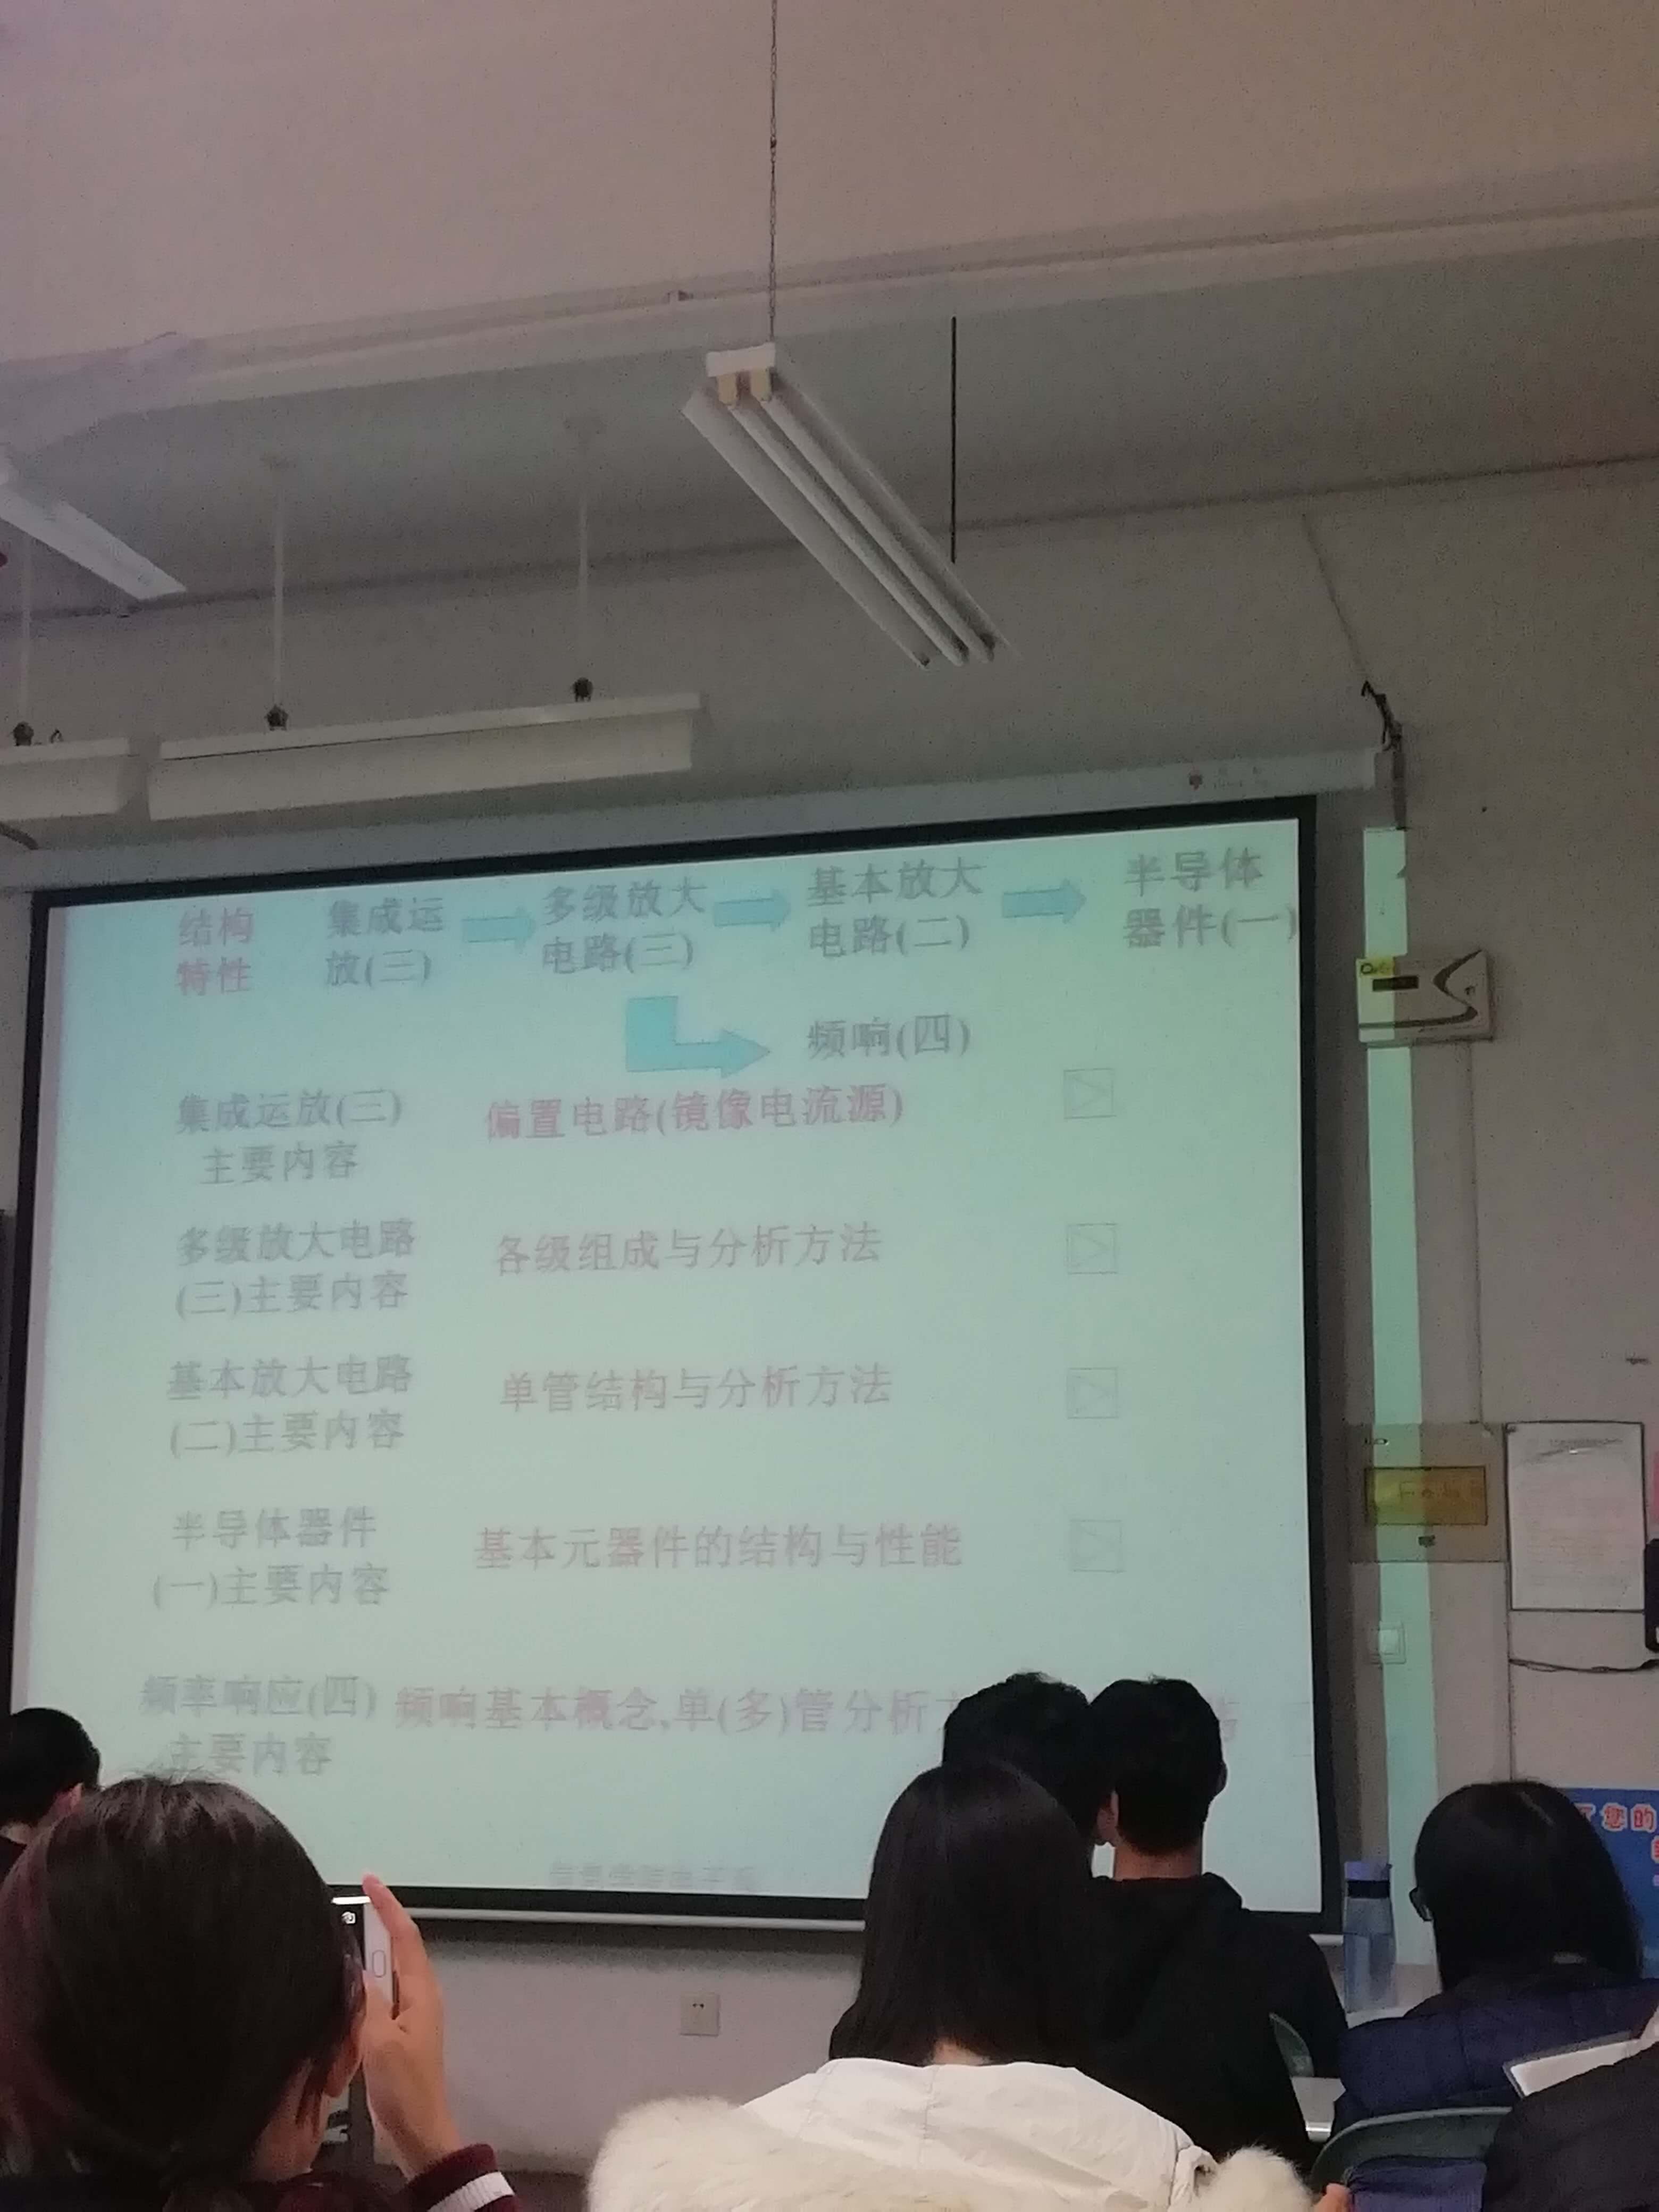 结构 集成运 多级放大 基本放大 半导体
特性 放(三) 电路(三) 电路(二) 器件(一)
频响(四)
集成运放(三) 偏置电路(镜像电流源)
主要内容
多级放大电路 各级组成与分析方法
(三)主要内容
基本放大电路 单管结构与分析方法
(二)主要内容
半导体器件 基本元器件的结构与性能
(一)主要内容
频率响应(四) 频响基本概念,单(多)管分析
主要内容
您的